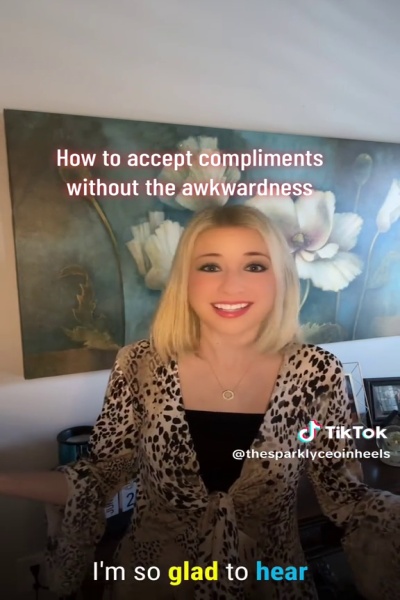 How to accept compliments
without the awkwardness
TikTok
@thesparklyceoinheels
I'm so glad to hear